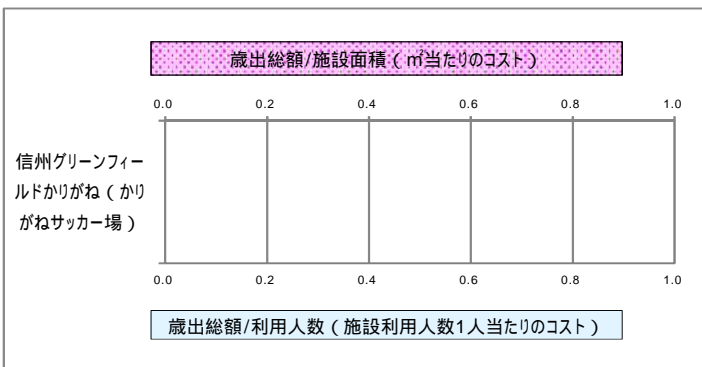 歳出総額/施設面積(㎡当たりのコスト)
0.0 0.2 0.4 0.6 0.8 1.0
信州グリーンフィー
ルドかりがね(かり
がねサッカー場)
0.0 0.2 0.4 0.6 0.8 1.0
歳出総額/利用人数(施設利用人数1人当たりのコスト)